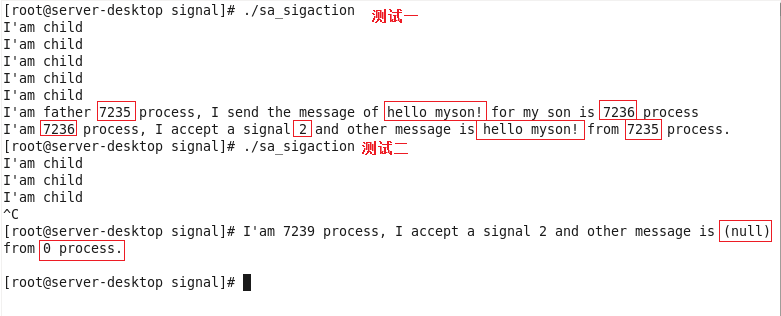 [root@server-desktop signal]# ./sa_sigaction 测试一
I'am child
I'am child
I'am child
I'am child
I'am child
I'am father 7235 process, I send the message of hello myson! for my son is 7236 process
I'am 7236 process, I accept a signal 2 and other message is hello myson! from 7235 process.
[root@server-desktop signal]# ./sa_sigaction 测试二
I'am child
I'am child
I'am child
^C
[root@server-desktop signal]# I'am 7239 process, I accept a signal 2 and other message is (null)
from 0 process.
[root@server-desktop signal]#